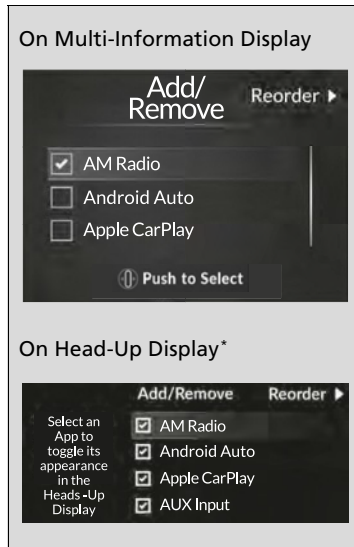 On Multi-Information Display
Add/
Remove
Reorder ▶
AM Radio
Android Auto
Apple CarPlay
Push to Select
On Head-Up Display*
Add/Remove Reorder ▶
Select an
App to
toggle its
appearance
in the
Heads-Up
Display
AM Radio
Android Auto
Apple CarPlay
AUX Input